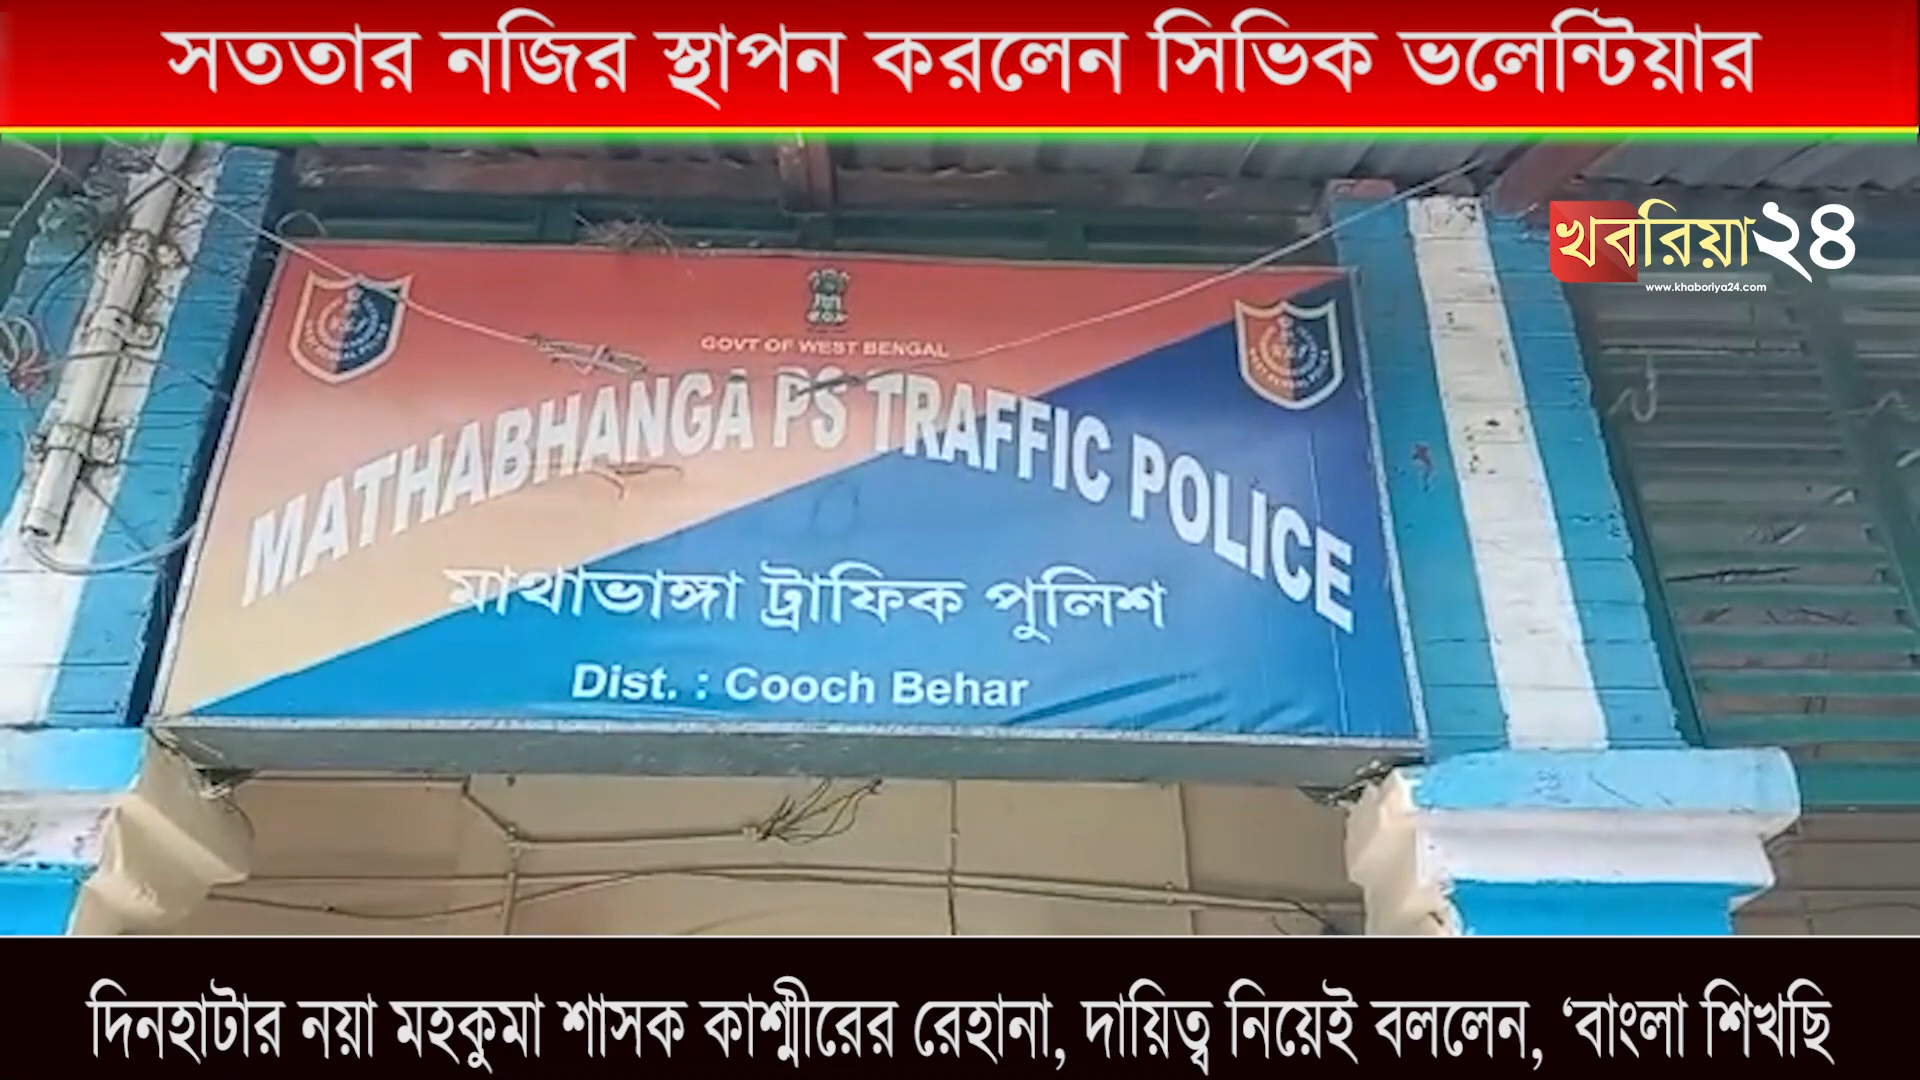 সততার নজির স্থাপন করলেন সিভিক ভলেন্টিয়ার
খবরিয়া২৪
www.khaboriya24.com
GOVT OF WEST BENGAL
MATHABHANGA PS TRAFFIC POLICE
মাথাভাঙ্গা ট্রাফিক পুলিশ
Dist. : Cooch Behar
দিনহাটার নয়া মহকুমা শাসক কাশ্মীরের রেহানা, দায়িত্ব নিয়েই বললেন, ‘বাংলা শিখছি